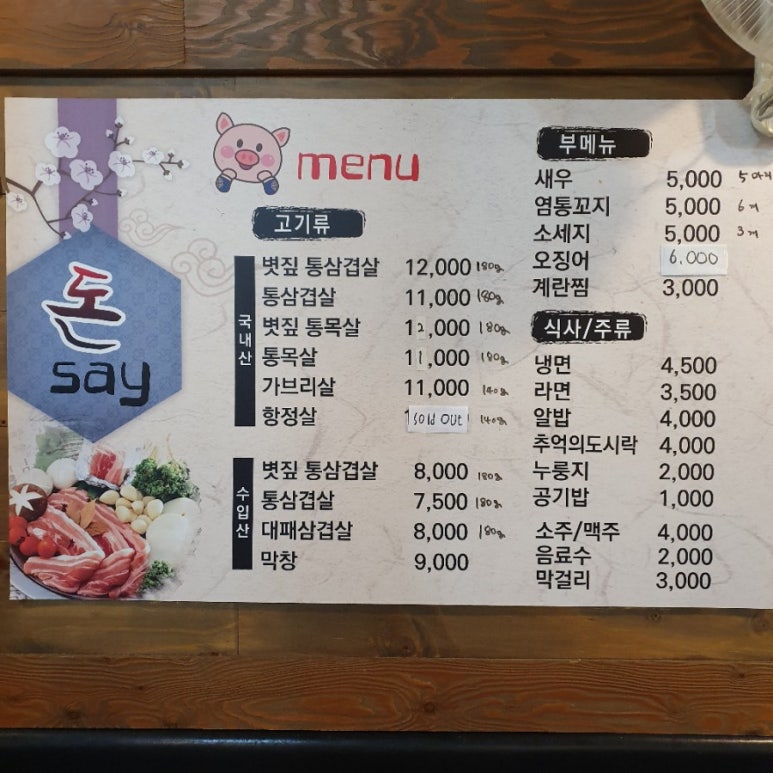 돈
say
menu
고기류
국내산
볏짚 통삼겹살 12,000 180g
통삼겹살 11,000 180g
볏짚 통목살 12,000 180g
통목살 11,000 180g
가브리살 11,000 140g
항정살 1 Sold Out 140g
수입산
볏짚 통삼겹살 8,000 180g
통삼겹살 7,500 180g
대패삼겹살 8,000 180g
막창 9,000
부메뉴
새우 5,000 5마리
염통꼬지 5,000 6개
소세지 5,000 3개
오징어 6,000
계란찜 3,000
식사/주류
냉면 4,500
라면 3,500
알밥 4,000
추억의도시락 4,000
누룽지 2,000
공기밥 1,000
소주/맥주 4,000
음료수 2,000
막걸리 3,000